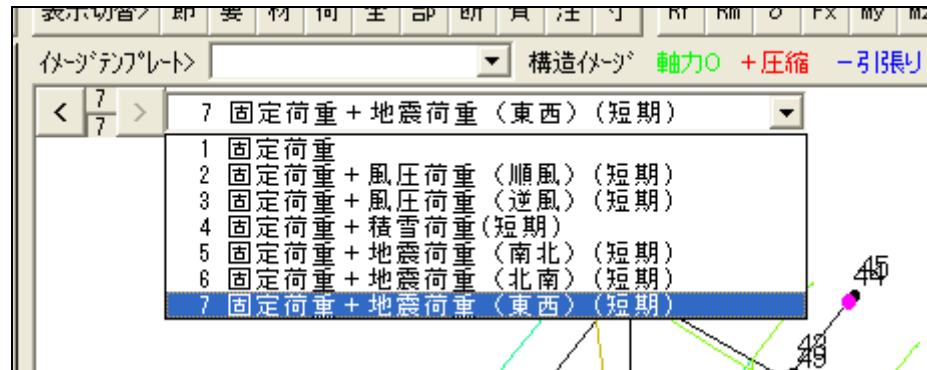 表示切替> 即 要 材 荷 全 部 断 負 注 寸 Rf Rm δ Fx My Mz
ｲﾒｰｼﾞﾃﾝﾌﾟﾚｰﾄ> 構造ｲﾒｰｼﾞ 軸力0 +圧縮 -引張り
< 7 7 > 7 固定荷重+地震荷重（東西）(短期)
1 固定荷重
2 固定荷重+風圧荷重（順風）(短期)
3 固定荷重+風圧荷重（逆風）(短期)
4 固定荷重+積雪荷重(短期)
5 固定荷重+地震荷重（南北）(短期)
6 固定荷重+地震荷重（北南）(短期)
7 固定荷重+地震荷重（東西）(短期)